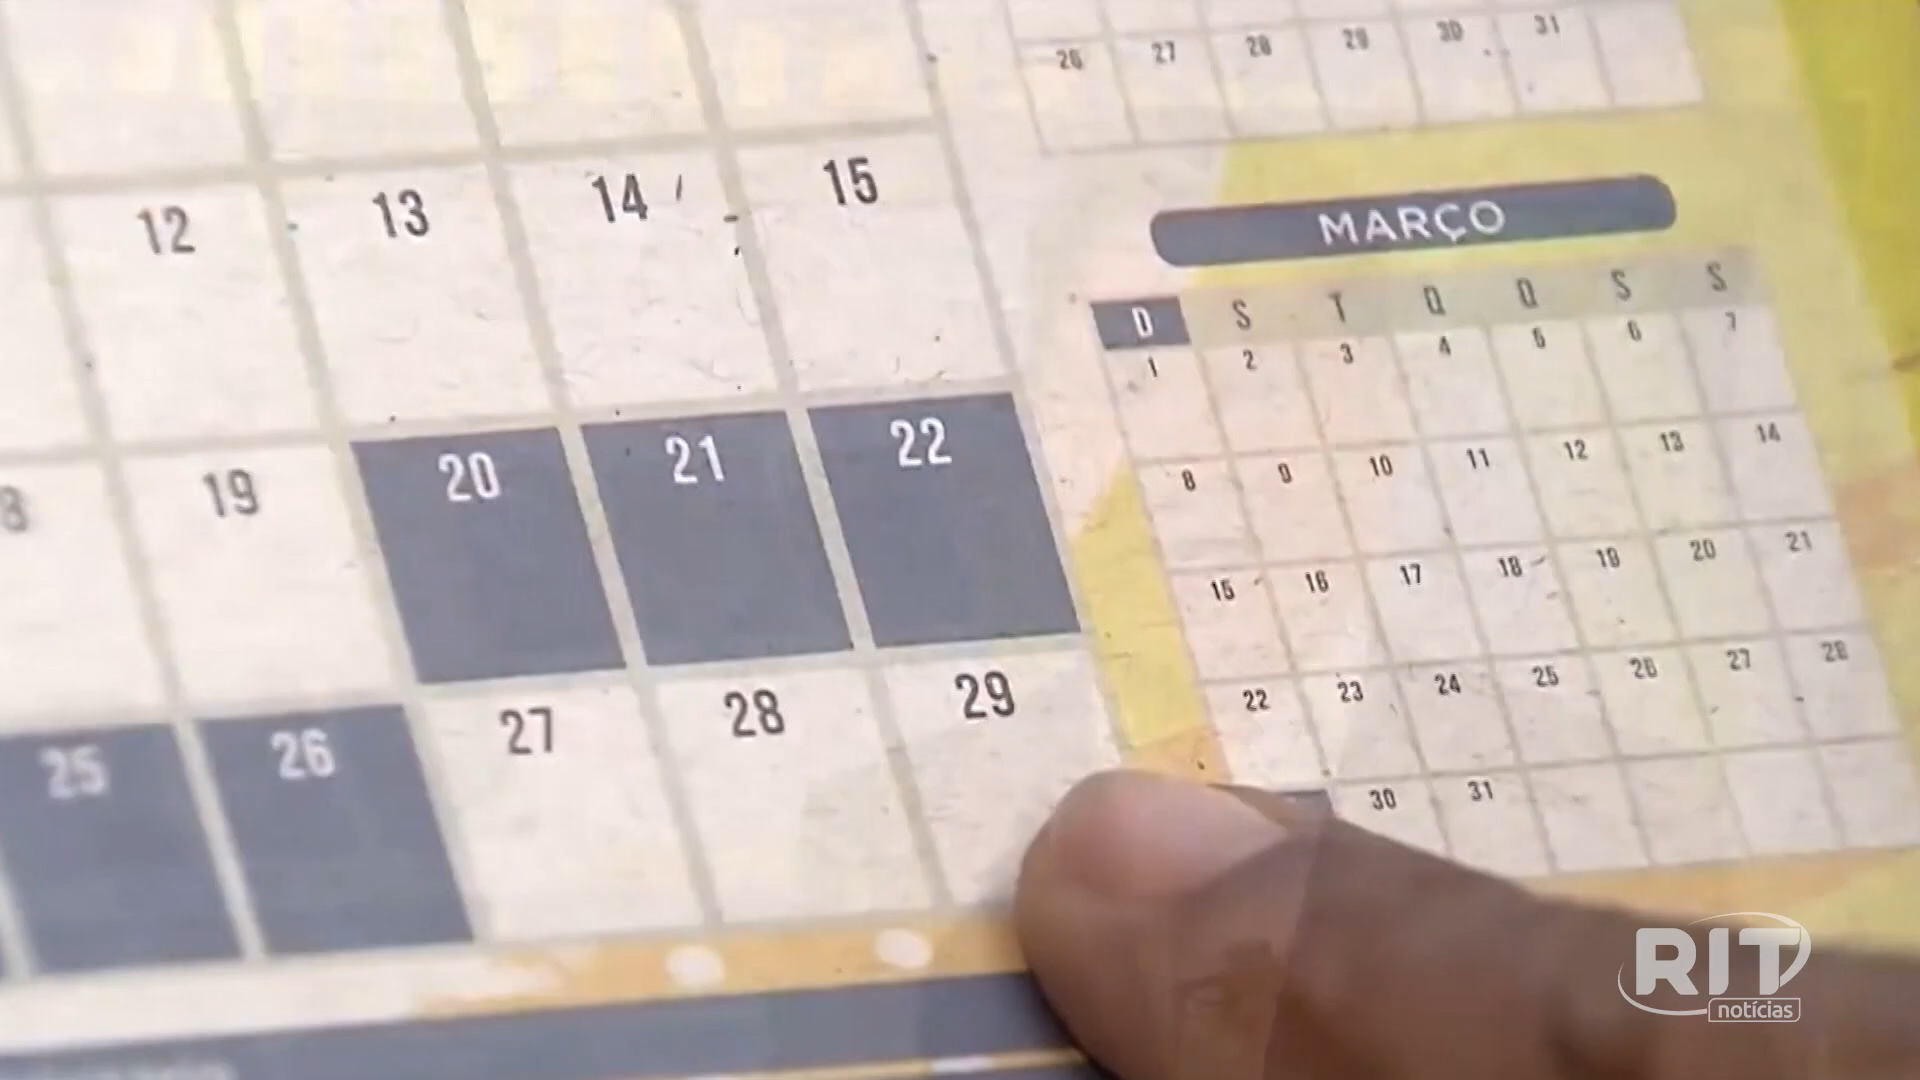 26 27 28 29 30 31
12 13 14 15
19 20 21 22
25 26 27 28 29
MARÇO
D S T Q Q S S
1 2 3 4 5 6 7
8 9 10 11 12 13 14
15 16 17 18 19 20 21
22 23 24 25 26 27 28
30 31
RIT
notícias